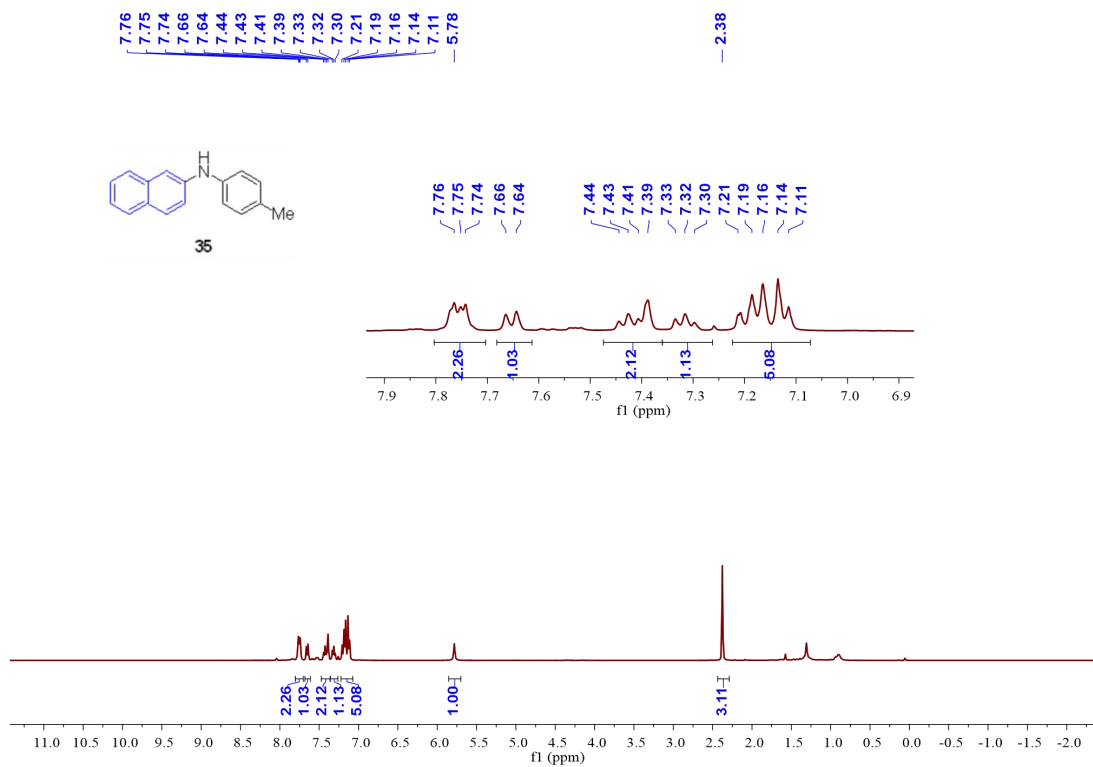 7.76 7.75 7.74 7.66 7.64 7.44 7.43 7.41 7.39 7.33 7.32 7.30 7.21 7.19 7.16 7.14 7.11 5.78 2.38
H
N
Me
35
7.76 7.75 7.74 7.66 7.64 7.44 7.43 7.41 7.39 7.33 7.32 7.30 7.21 7.19 7.16 7.14 7.11
2.26 1.03 2.12 1.13 5.08
7.9 7.8 7.7 7.6 7.5 7.4 7.3 7.2 7.1 7.0 6.9
f1 (ppm)
2.26 1.03 2.12 1.13 5.08 1.00 3.11
11.0 10.5 10.0 9.5 9.0 8.5 8.0 7.5 7.0 6.5 6.0 5.5 5.0 4.5 4.0 3.5 3.0 2.5 2.0 1.5 1.0 0.5 0.0 -0.5 -1.0 -1.5 -2.0
f1 (ppm)